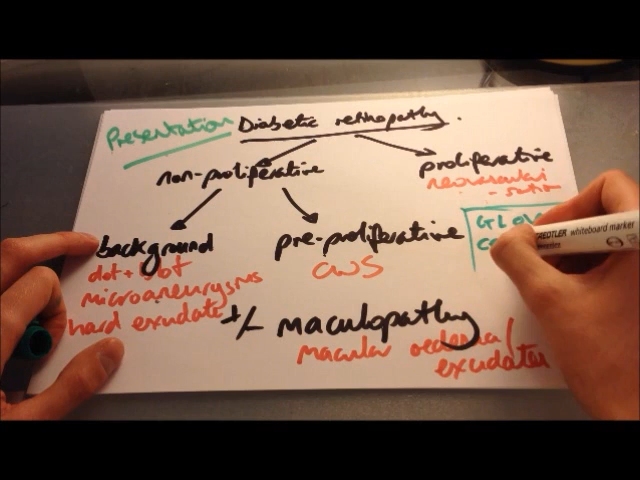 Presentation Diabetic retinopathy.
non-proliferative
proliferative
neovascularisation
background
dot + blot
microaneurysms
hard exudate
pre-proliferative
CWS
+/- maculopathy
macular oedema/
exudates
STAEDTLER whiteboard marker